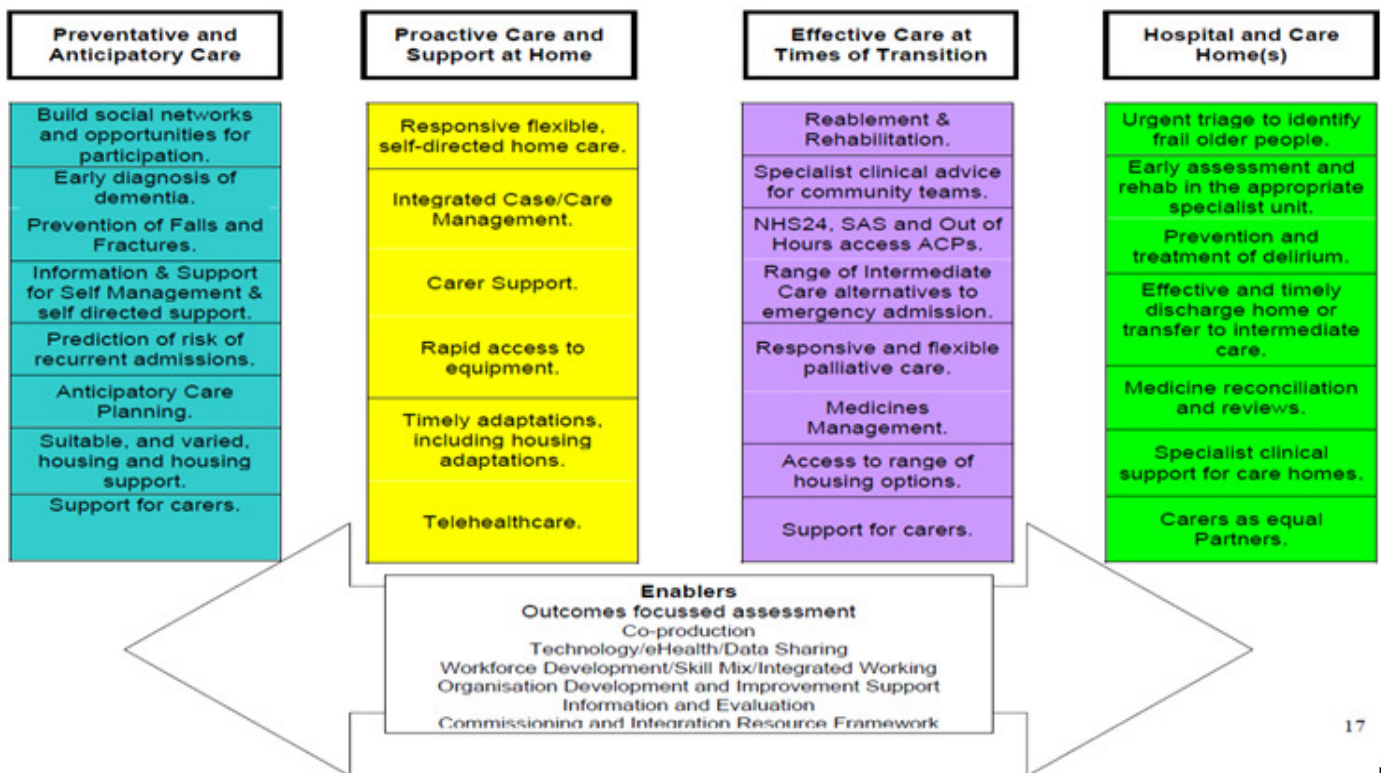 Preventative and
Anticipatory Care
Build social networks
and opportunities for
participation.
Early diagnosis of
dementia.
Prevention of Falls and
Fractures.
Information & Support
for Self Management &
self directed support.
Prediction of risk of
recurrent admissions.
Anticipatory Care
Planning.
Suitable, and varied,
housing and housing
support.
Support for carers.
Proactive Care and
Support at Home
Responsive flexible,
self-directed home care.
Integrated Case/Care
Management.
Carer Support.
Rapid access to
equipment.
Timely adaptations,
including housing
adaptations.
Telehealthcare.
Effective Care at
Times of Transition
Reablement &
Rehabilitation.
Specialist clinical advice
for community teams.
NHS24, SAS and Out of
Hours access ACPs.
Range of Intermediate
Care alternatives to
emergency admission.
Responsive and flexible
palliative care.
Medicines
Management.
Access to range of
housing options.
Support for carers.
Hospital and Care
Home(s)
Urgent triage to identify
frail older people.
Early assessment and
rehab in the appropriate
specialist unit.
Prevention and
treatment of delirium.
Effective and timely
discharge home or
transfer to intermediate
care.
Medicine reconciliation
and reviews.
Specialist clinical
support for care homes.
Carers as equal
Partners.
Enablers
Outcomes focussed assessment
Co-production
Technology/eHealth/Data Sharing
Workforce Development/Skill Mix/Integrated Working
Organisation Development and Improvement Support
Information and Evaluation
Commissioning and Integration Resource Framework
17